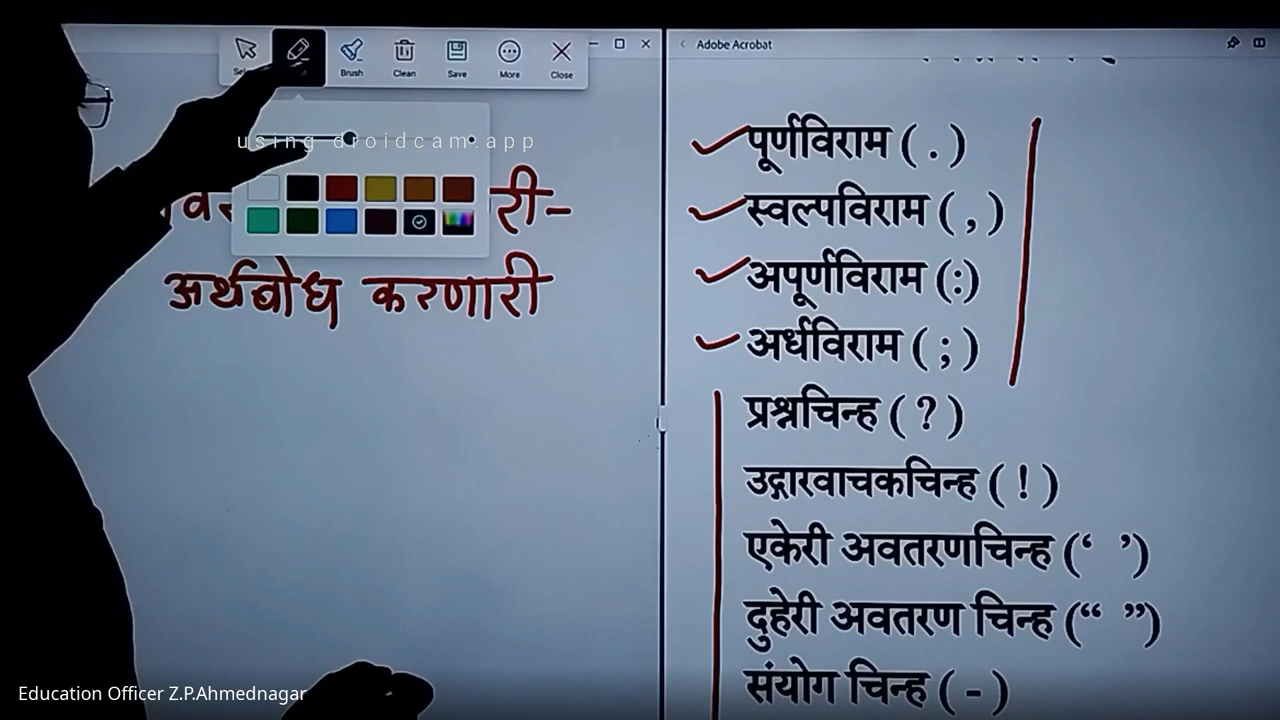 Brush
Clean
Save
More
Close
Adobe Acrobat
using droidcam.app
री-
अर्थबोध करणारी
पूर्णविराम ( . )
स्वल्पविराम ( , )
अपूर्णविराम (:)
अर्धविराम ( ; )
प्रश्नचिन्ह ( ? )
उद्गारवाचकचिन्ह ( ! )
एकेरी अवतरणचिन्ह (‘ ’)
दुहेरी अवतरण चिन्ह (“ ”)
संयोग चिन्ह ( - )
Education Officer Z.P.Ahmednagar